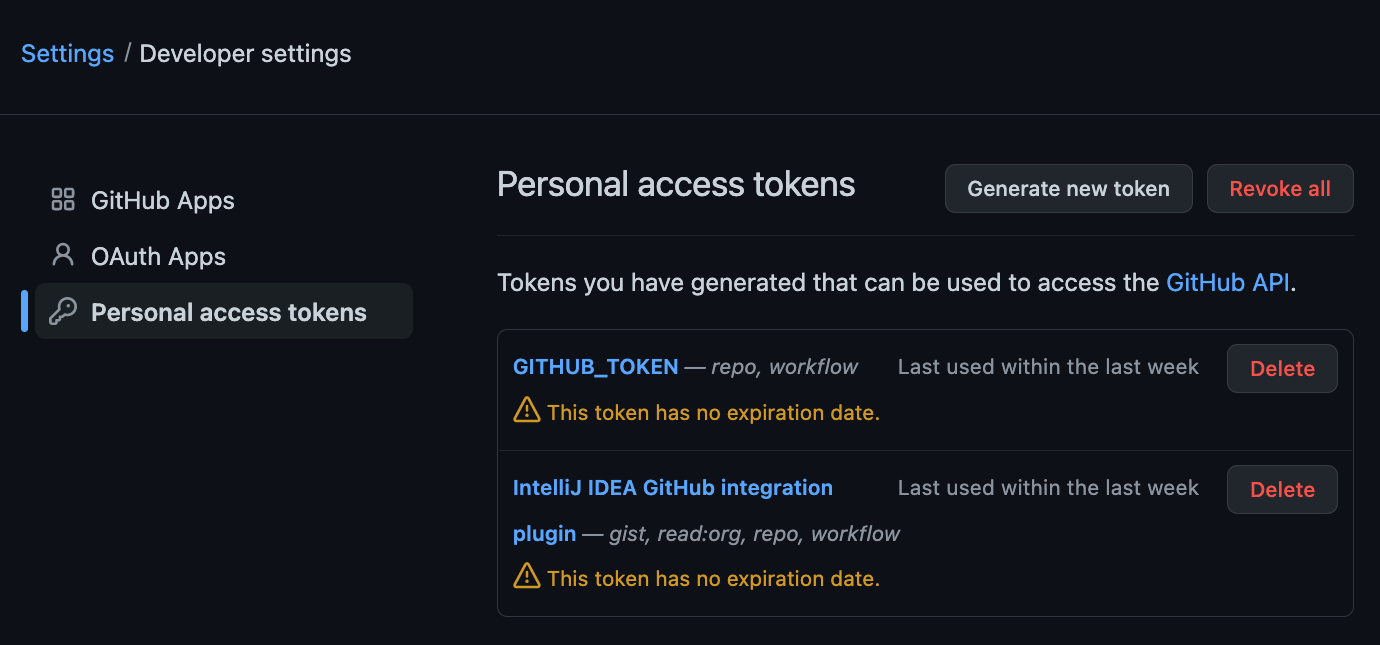 Settings / Developer settings
GitHub Apps
OAuth Apps
Personal access tokens
Personal access tokens
Generate new token
Revoke all
Tokens you have generated that can be used to access the GitHub API.
GITHUB_TOKEN — repo, workflow
Last used within the last week
Delete
This token has no expiration date.
IntelliJ IDEA GitHub integration
plugin — gist, read:org, repo, workflow
Last used within the last week
Delete
This token has no expiration date.